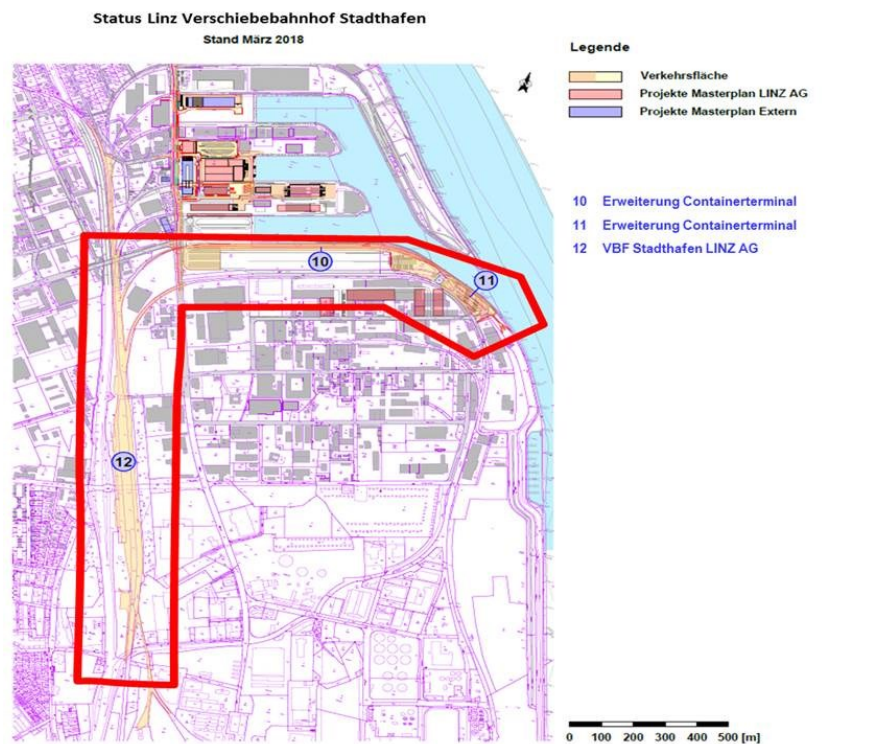 Status Linz Verschiebebahnhof Stadthafen
Stand März 2018
Legende
Verkehrsfläche
Projekte Masterplan LINZ AG
Projekte Masterplan Extern
10 Erweiterung Containerterminal
11 Erweiterung Containerterminal
12 VBF Stadthafen LINZ AG
10
11
12
0 100 200 300 400 500 [m]